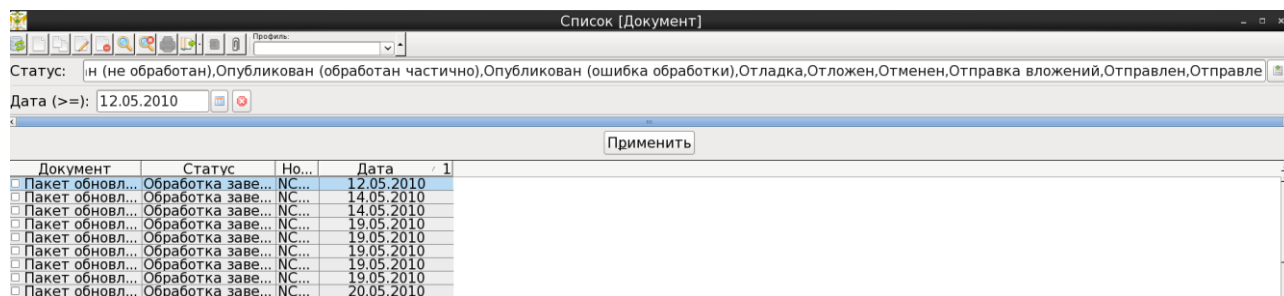 Список [Документ]
Профиль:
Статус: н (не обработан),Опубликован (обработан частично),Опубликован (ошибка обработки),Отладка,Отложен,Отменен,Отправка вложений,Отправлен,Отправле
Дата (>=): 12.05.2010
Применить
Документ Статус Но... Дата 1
Пакет обновл... Обработка заве... NC... 12.05.2010
Пакет обновл... Обработка заве... NC... 14.05.2010
Пакет обновл... Обработка заве... NC... 14.05.2010
Пакет обновл... Обработка заве... NC... 19.05.2010
Пакет обновл... Обработка заве... NC... 19.05.2010
Пакет обновл... Обработка заве... NC... 19.05.2010
Пакет обновл... Обработка заве... NC... 19.05.2010
Пакет обновл... Обработка заве... NC... 19.05.2010
Пакет обновл... Обработка заве... NC... 20.05.2010